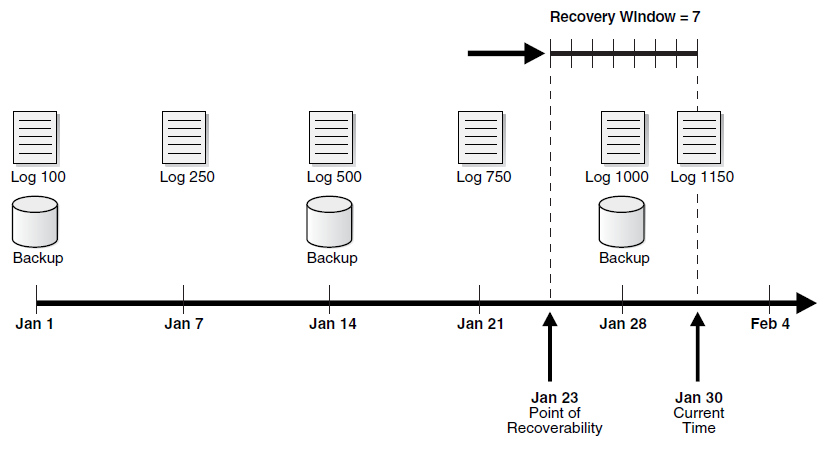 Recovery Window = 7
Log 100
Log 250
Log 500
Log 750
Log 1000
Log 1150
Backup
Backup
Backup
Jan 1
Jan 7
Jan 14
Jan 21
Jan 28
Feb 4
Jan 23
Point of
Recoverability
Jan 30
Current
Time